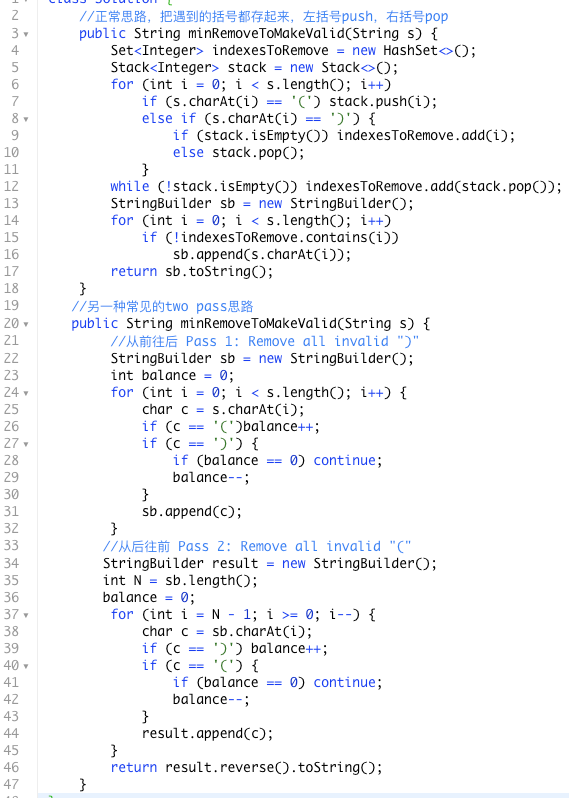 class Solution {
2 //正常思路，把遇到的括号都存起来，左括号push，右括号pop
3 public String minRemoveToMakeValid(String s) {
4 Set<Integer> indexesToRemove = new HashSet<>();
5 Stack<Integer> stack = new Stack<>();
6 for (int i = 0; i < s.length(); i++)
7 if (s.charAt(i) == '(') stack.push(i);
8 else if (s.charAt(i) == ')') {
9 if (stack.isEmpty()) indexesToRemove.add(i);
10 else stack.pop();
11 }
12 while (!stack.isEmpty()) indexesToRemove.add(stack.pop());
13 StringBuilder sb = new StringBuilder();
14 for (int i = 0; i < s.length(); i++)
15 if (!indexesToRemove.contains(i))
16 sb.append(s.charAt(i));
17 return sb.toString();
18 }
19 //另一种常见的two pass思路
20 public String minRemoveToMakeValid(String s) {
21 //从前往后 Pass 1: Remove all invalid ")"
22 StringBuilder sb = new StringBuilder();
23 int balance = 0;
24 for (int i = 0; i < s.length(); i++) {
25 char c = s.charAt(i);
26 if (c == '(')balance++;
27 if (c == ')') {
28 if (balance == 0) continue;
29 balance--;
30 }
31 sb.append(c);
32 }
33 //从后往前 Pass 2: Remove all invalid "("
34 StringBuilder result = new StringBuilder();
35 int N = sb.length();
36 balance = 0;
37 for (int i = N - 1; i >= 0; i--) {
38 char c = sb.charAt(i);
39 if (c == ')') balance++;
40 if (c == '(') {
41 if (balance == 0) continue;
42 balance--;
43 }
44 result.append(c);
45 }
46 return result.reverse().toString();
47 }